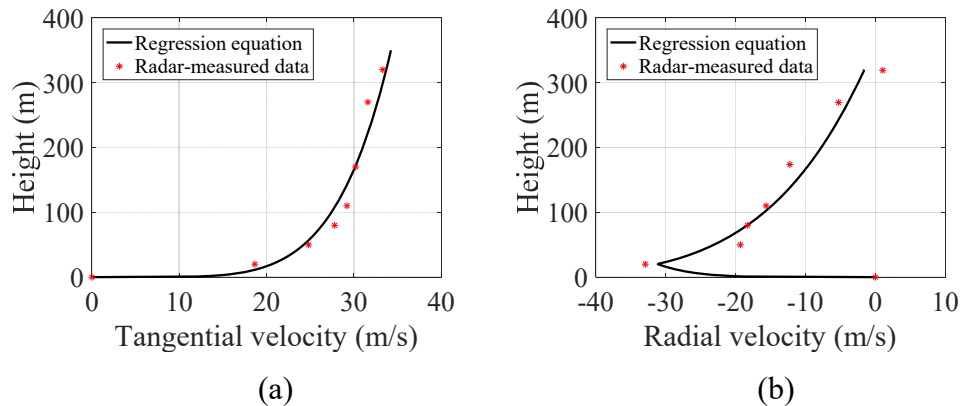 400
300
200
100
0
Height (m)
Regression equation
Radar-measured data
0 10 20 30 40
Tangential velocity (m/s)
(a)
400
300
200
100
0
Height (m)
Regression equation
Radar-measured data
-40 -30 -20 -10 0 10
Radial velocity (m/s)
(b)